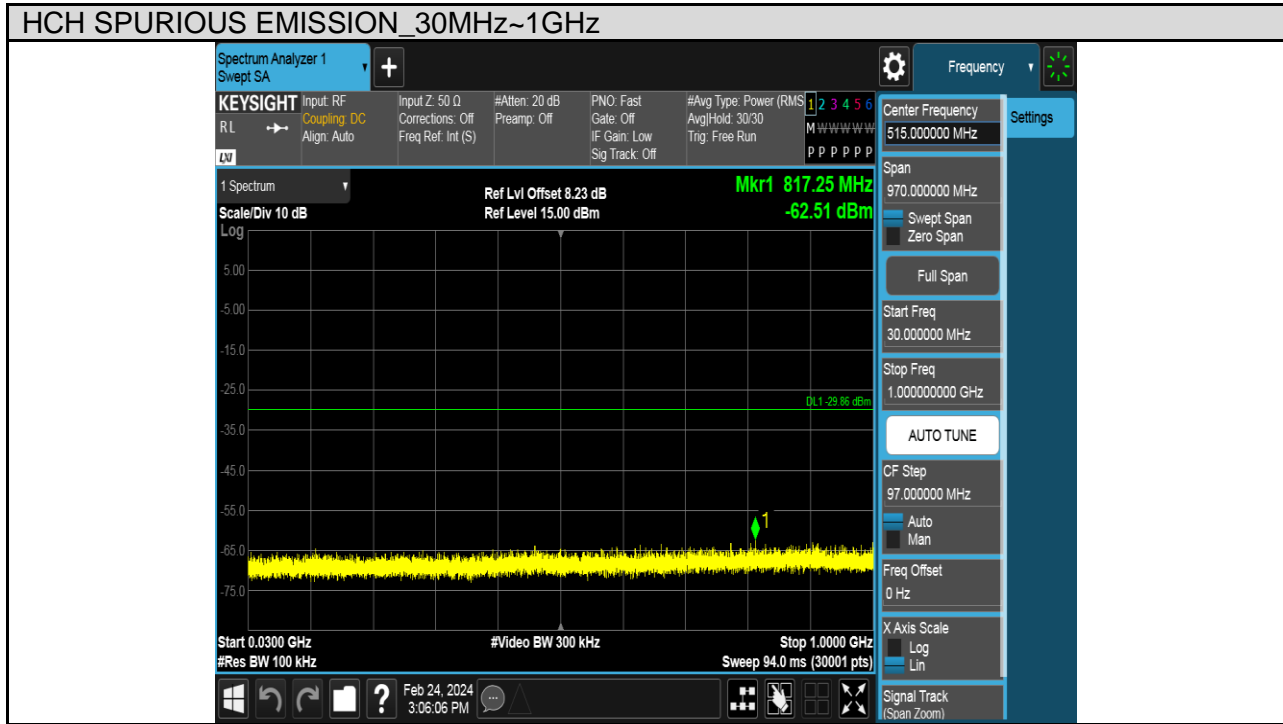 HCH SPURIOUS EMISSION_30MHz~1GHz
Spectrum Analyzer 1
Swept SA
+
Frequency
KEYSIGHT
RL
LXI
Input: RF
Coupling: DC
Align: Auto
Input Z: 50 Ω
Corrections: Off
Freq Ref: Int (S)
#Atten: 20 dB
Preamp: Off
PNO: Fast
Gate: Off
IF Gain: Low
Sig Track: Off
#Avg Type: Power (RMS
Avg|Hold: 30/30
Trig: Free Run
1 2 3 4 5 6
M W W W W W
P P P P P P
1 Spectrum
Scale/Div 10 dB
Ref Lvl Offset 8.23 dB
Ref Level 15.00 dBm
Mkr1 817.25 MHz
-62.51 dBm
Log
5.00
-5.00
-15.0
-25.0
DL1 -29.86 dBm
-35.0
-45.0
-55.0
1
-65.0
-75.0
Start 0.0300 GHz
#Res BW 100 kHz
#Video BW 300 kHz
Stop 1.0000 GHz
Sweep 94.0 ms (30001 pts)
?
Feb 24, 2024
3:06:06 PM
Center Frequency
515.000000 MHz
Settings
Span
970.000000 MHz
Swept Span
Zero Span
Full Span
Start Freq
30.000000 MHz
Stop Freq
1.000000000 GHz
AUTO TUNE
CF Step
97.000000 MHz
Auto
Man
Freq Offset
0 Hz
X Axis Scale
Log
Lin
Signal Track
(Span Zoom)